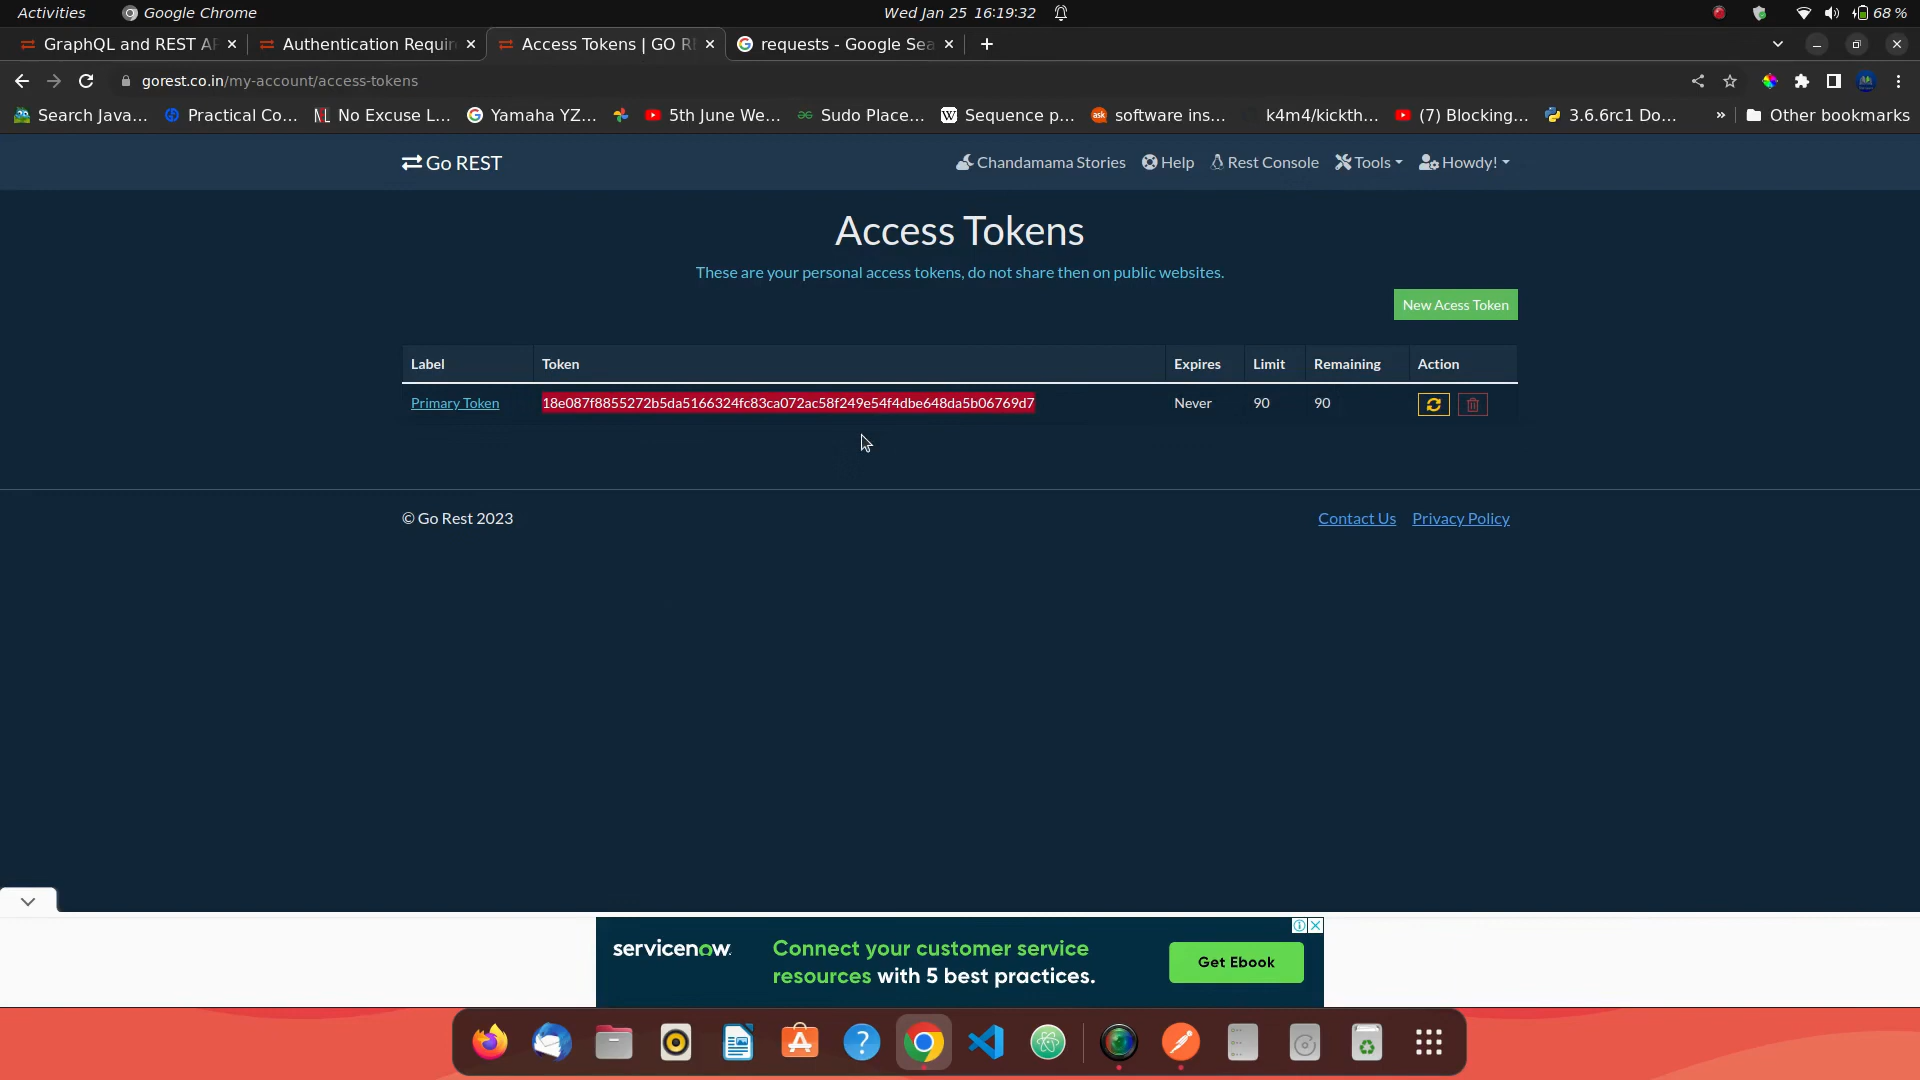 Activities Google Chrome Wed Jan 25 16:19:32 68 %
GraphQL and REST AP Authentication Requir Access Tokens | GO RE requests - Google Sea
gorest.co.in/my-account/access-tokens
Search Java... Practical Co... No Excuse L... Yamaha YZ... 5th June We... Sudo Place... Sequence p... software ins... k4m4/kickth... (7) Blocking... 3.6.6rc1 Do... » Other bookmarks
Go REST Chandamama Stories Help Rest Console Tools Howdy!
Access Tokens
These are your personal access tokens, do not share then on public websites.
New Acess Token
Label Token Expires Limit Remaining Action
Primary Token 18e087f8855272b5da5166324fc83ca072ac58f249e54f4dbe648da5b06769d7 Never 90 90
© Go Rest 2023 Contact Us Privacy Policy
servicenow. Connect your customer service
resources with 5 best practices.
Get Ebook